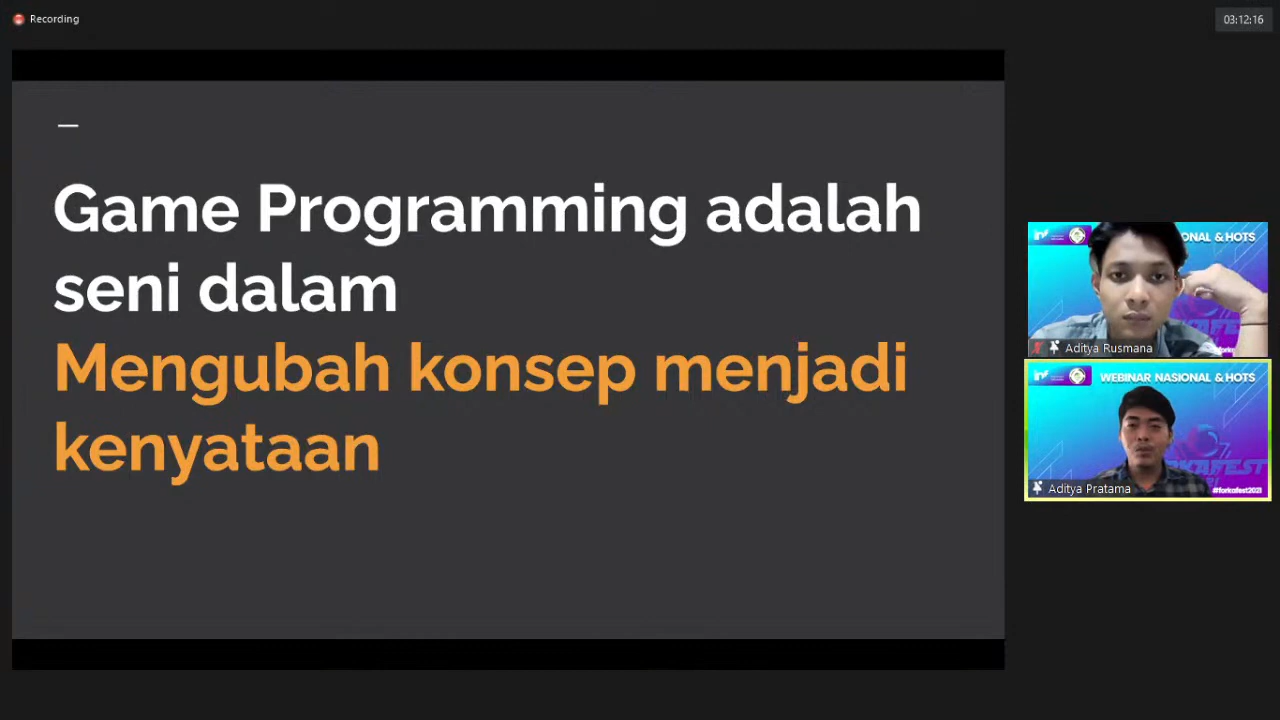 Recording
03:12:16
Game Programming adalah
seni dalam
Mengubah konsep menjadi
kenyataan
ONAL & HOTS
Aditya Rusmana
WEBINAR NASIONAL & HOTS
#forkafest2021
Aditya Pratama